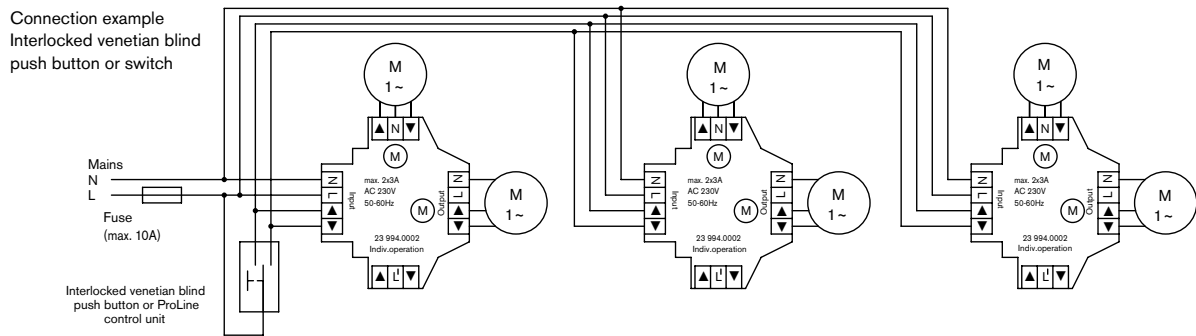 Connection example
Interlocked venetian blind
push button or switch
Mains
N
L
Fuse
(max. 10A)
Interlocked venetian blind
push button or ProLine
control unit
M
1~
▲ N ▼
M
max. 2x3A
AC 230V
50-60Hz
Input
N
L
▲
▼
Output
N
L
▲
▼
M
M
1~
23 994.0002
Indiv.operation
▲ L' ▼
M
1~
▲ N ▼
M
max. 2x3A
AC 230V
50-60Hz
Input
N
L
▲
▼
Output
N
L
▲
▼
M
M
1~
23 994.0002
Indiv.operation
▲ L' ▼
M
1~
▲ N ▼
M
max. 2x3A
AC 230V
50-60Hz
Input
N
L
▲
▼
Output
N
L
▲
▼
M
M
1~
23 994.0002
Indiv.operation
▲ L' ▼